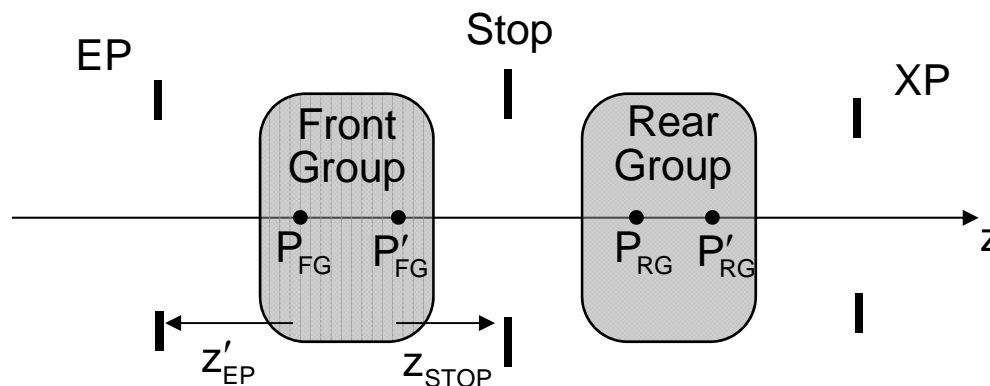 Stop
EP
XP
Front
Group
Rear
Group
P_FG
P′_FG
P_RG
P′_RG
z
z′_EP
z_STOP